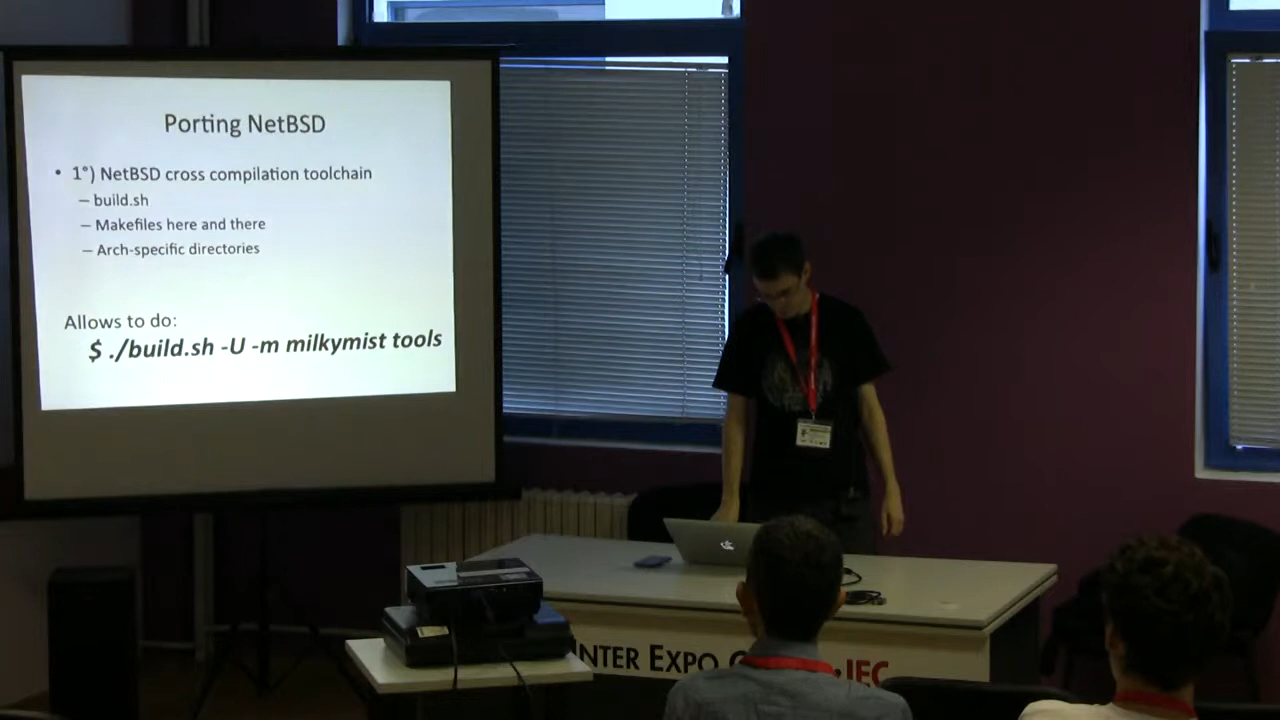 Porting NetBSD
• 1°) NetBSD cross compilation toolchain
– build.sh
– Makefiles here and there
– Arch-specific directories
Allows to do:
$ ./build.sh -U -m milkymist tools
INTER EXPO
IEC